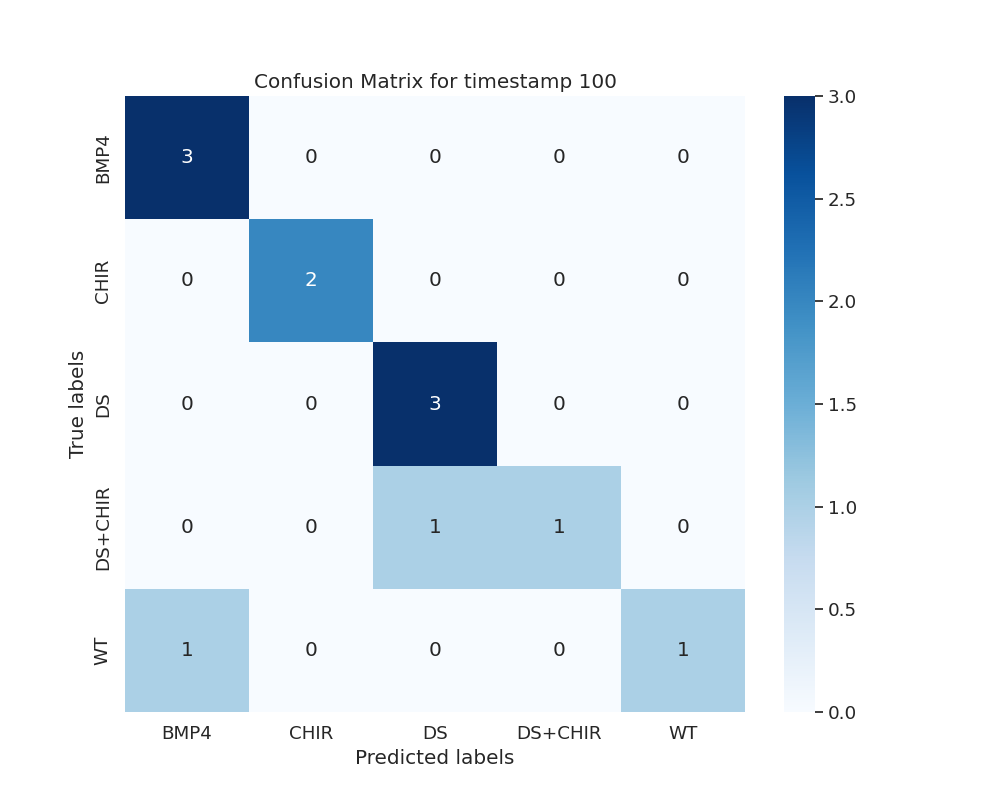 Confusion Matrix for timestamp 100
True labels
BMP4 3 0 0 0 0
CHIR 0 2 0 0 0
DS 0 0 3 0 0
DS+CHIR 0 0 1 1 0
WT 1 0 0 0 1
BMP4 CHIR DS DS+CHIR WT
Predicted labels
3.0
2.5
2.0
1.5
1.0
0.5
0.0